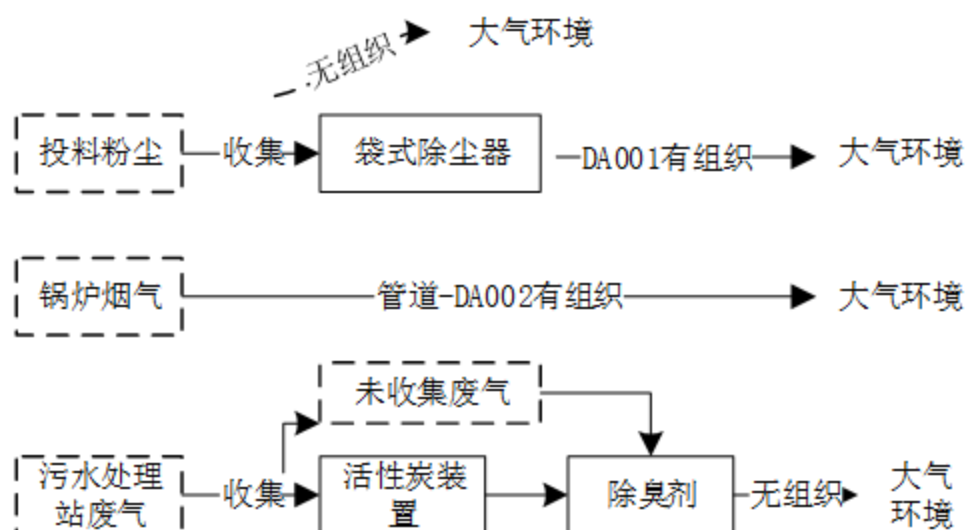 无组织
大气环境
投料粉尘
收集
袋式除尘器
DA001有组织
大气环境
锅炉烟气
管道-DA002有组织
大气环境
未收集废气
污水处理
站废气
收集
活性炭装
置
除臭剂
无组织
大气
环境